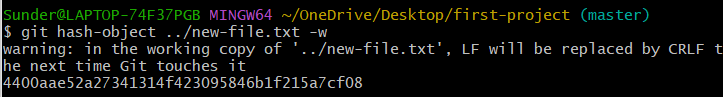 Sunder@LAPTOP-74F37PGB MINGW64 ~/OneDrive/Desktop/first-project (master)
$ git hash-object ../new-file.txt -w
warning: in the working copy of '../new-file.txt', LF will be replaced by CRLF t
he next time Git touches it
4400aae52a27341314f423095846b1f215a7cf08